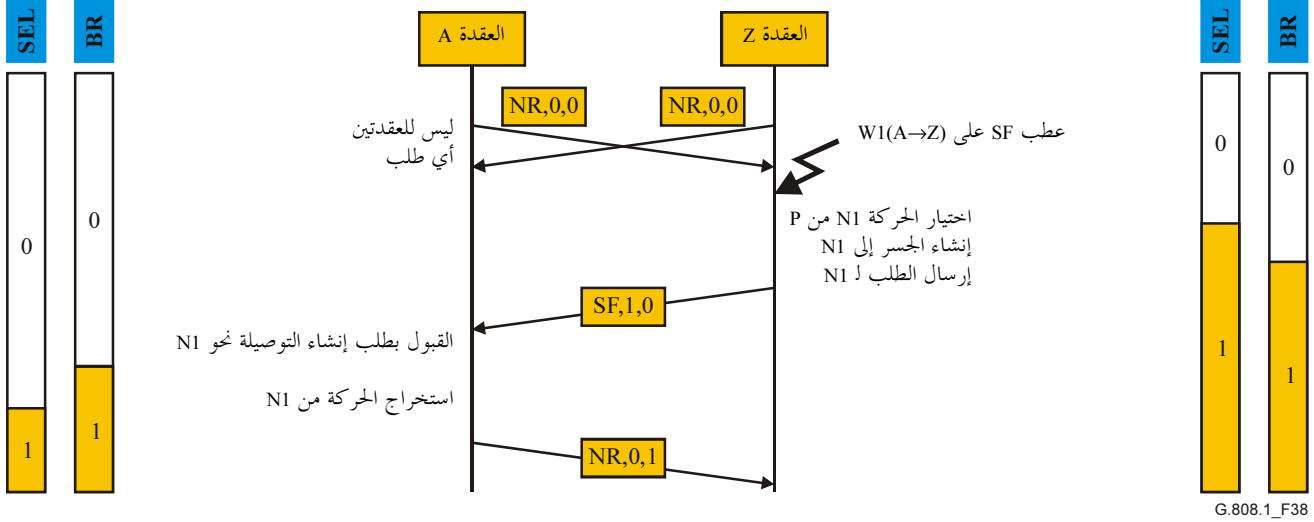 SEL
BR
العقدة A
العقدة Z
SEL
BR
NR,0,0
NR,0,0
ليس للعقدتين
أي طلب
عطب SF على W1(A→Z)
0
0
0
0
اختيار الحركة N1 من P
إنشاء الجسر إلى N1
إرسال الطلب لـ N1
SF,1,0
القبول بطلب إنشاء التوصيلة نحو N1
استخراج الحركة من N1
1
1
1
1
NR,0,1
G.808.1_F38